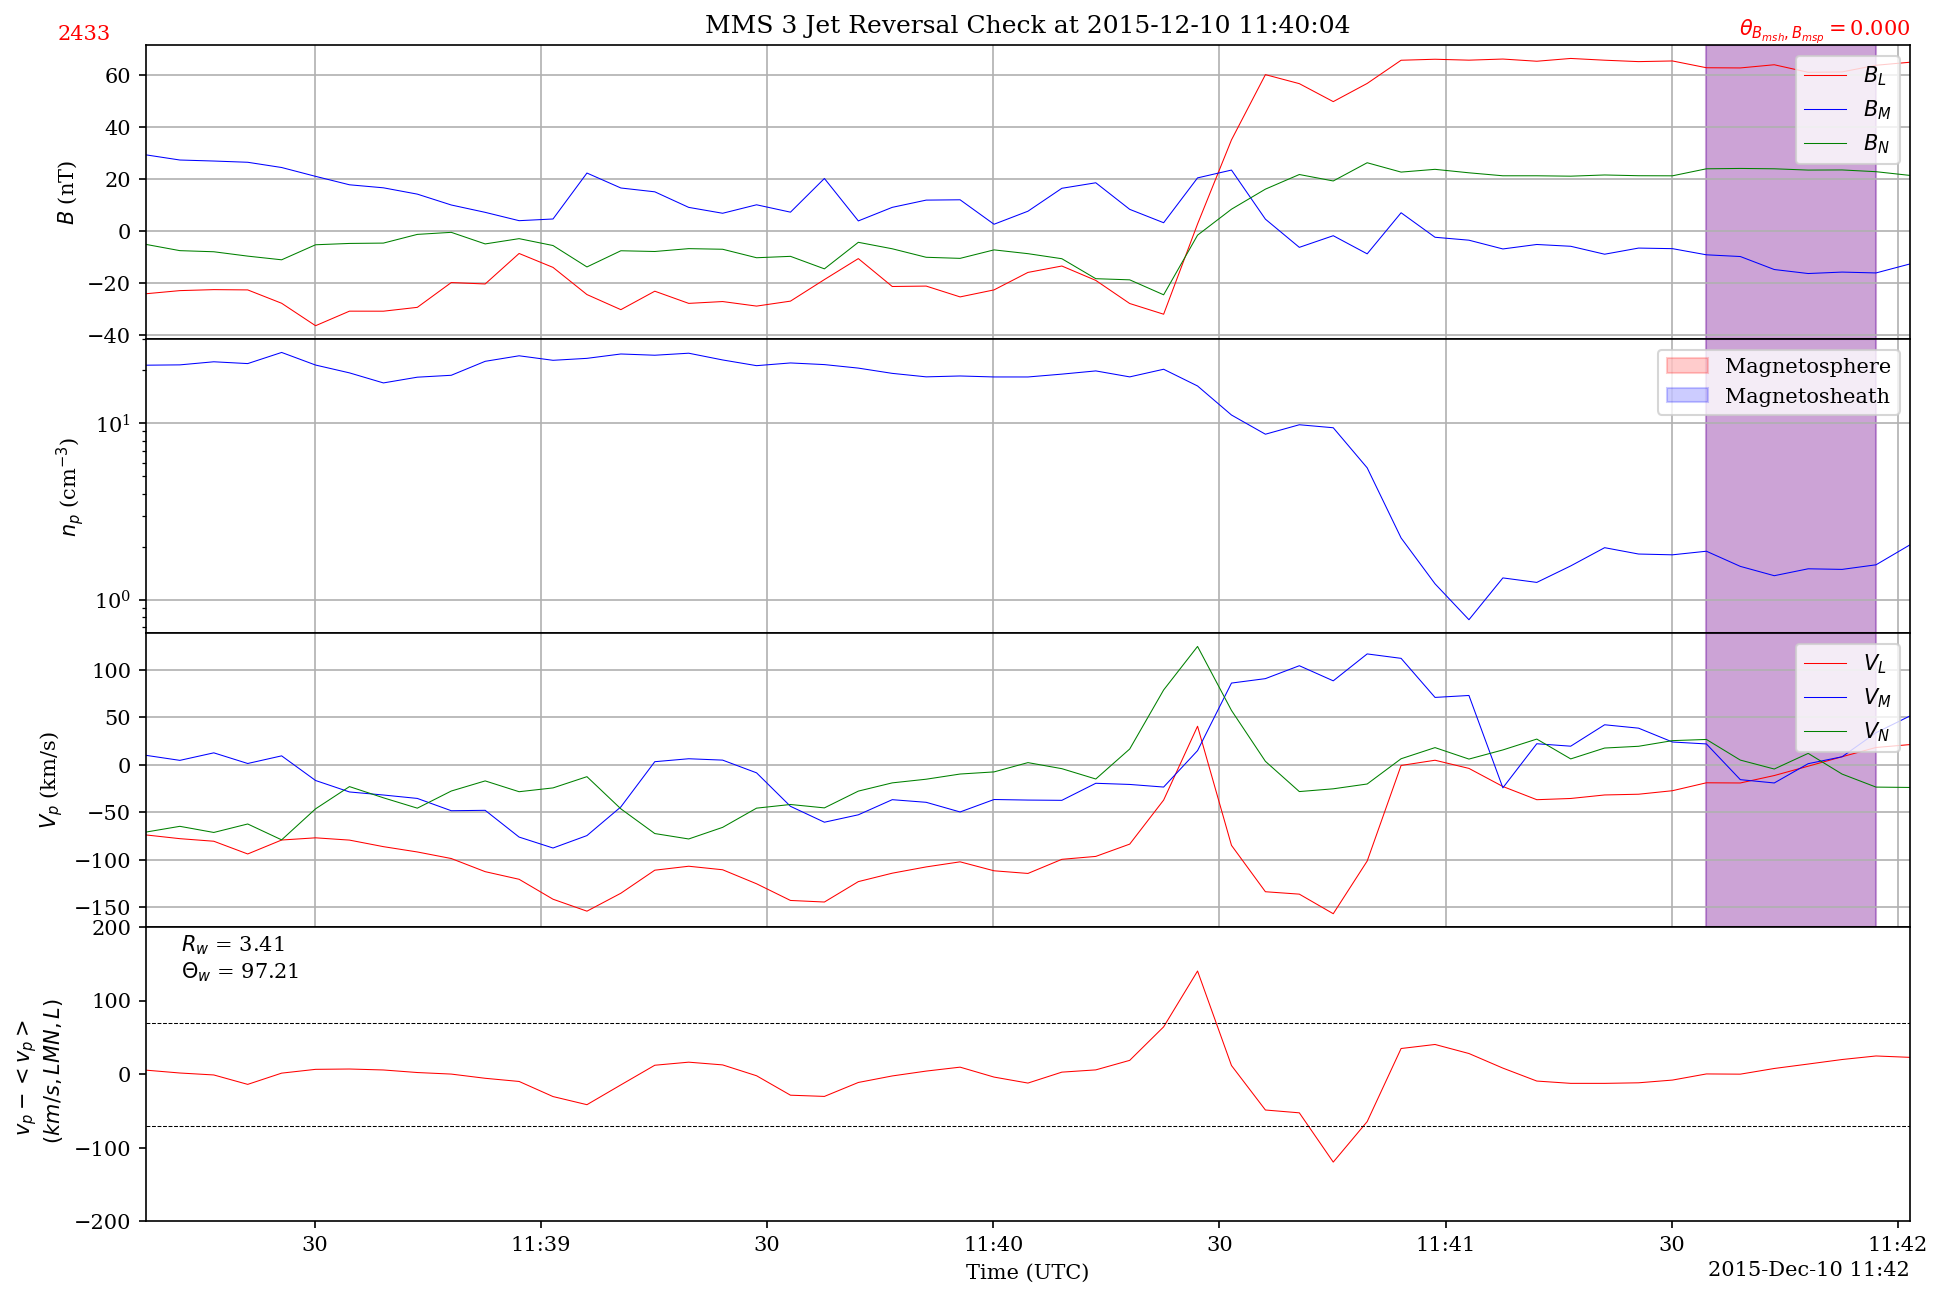 2433
MMS 3 Jet Reversal Check at 2015-12-10 11:40:04
θ_{B_{msh}, B_{msp}} = 0.000
60
40
20
0
−20
−40
B (nT)
B_L
B_M
B_N
10¹
10⁰
n_p (cm⁻³)
Magnetosphere
Magnetosheath
100
50
0
−50
−100
−150
V_p (km/s)
V_L
V_M
V_N
200
100
0
−100
−200
v_p − <v_p>
(km/s, LMN, L)
R_w = 3.41
Θ_w = 97.21
30
11:39
30
11:40
30
11:41
30
11:42
Time (UTC)
2015-Dec-10 11:42